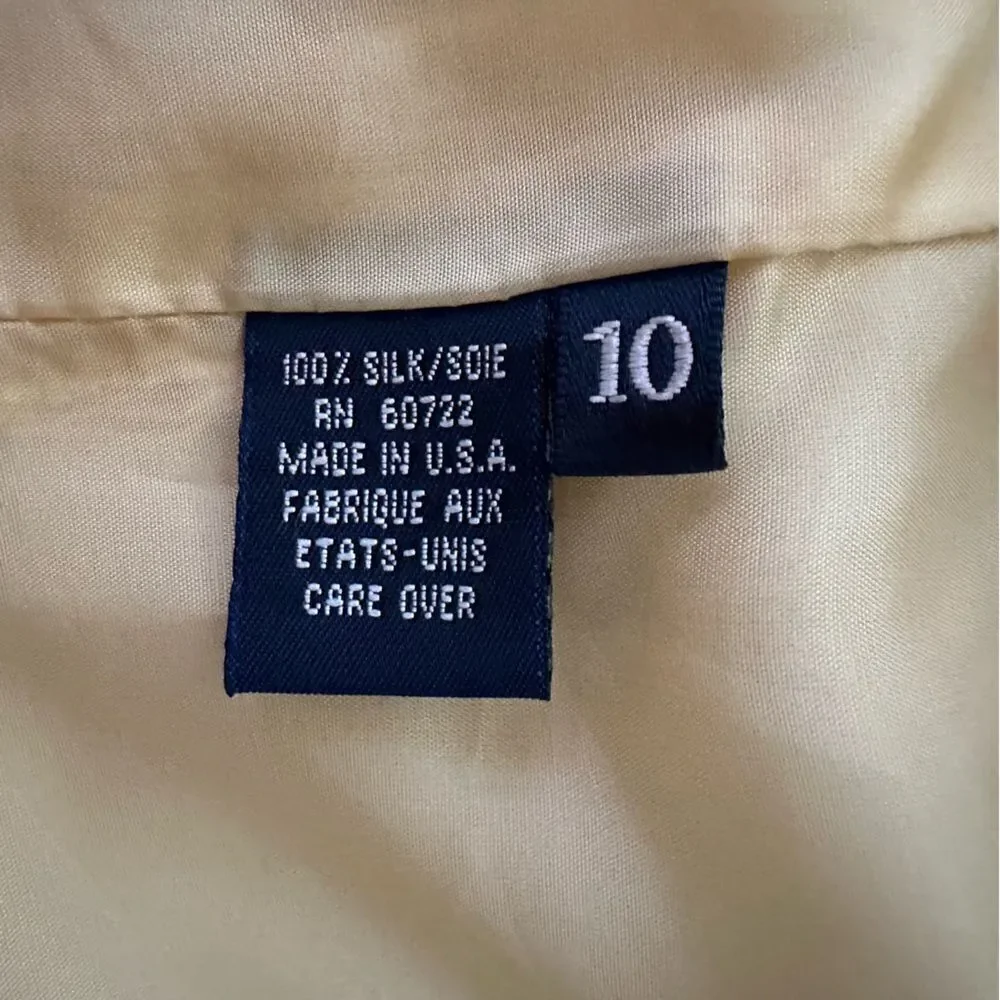 100% SILK/SOIE
RN 60722
MADE IN U.S.A.
FABRIQUE AUX
ETATS-UNIS
CARE OVER
10